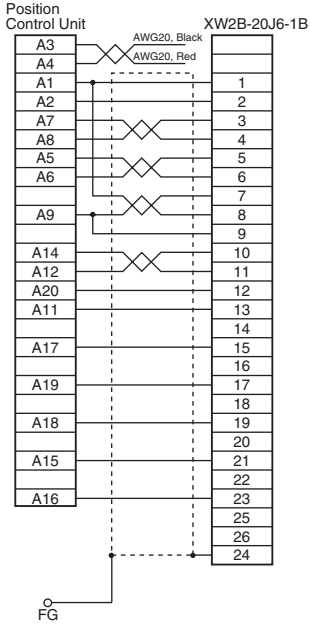 Position
Control Unit
XW2B-20J6-1B
A3
AWG20, Black
A4
AWG20, Red
A1 1
A2 2
A7 3
A8 4
A5 5
A6 6
7
A9 8
9
A14 10
A12 11
A20 12
A11 13
14
A17 15
16
A19 17
18
A18 19
20
A15 21
22
A16 23
25
26
24
FG